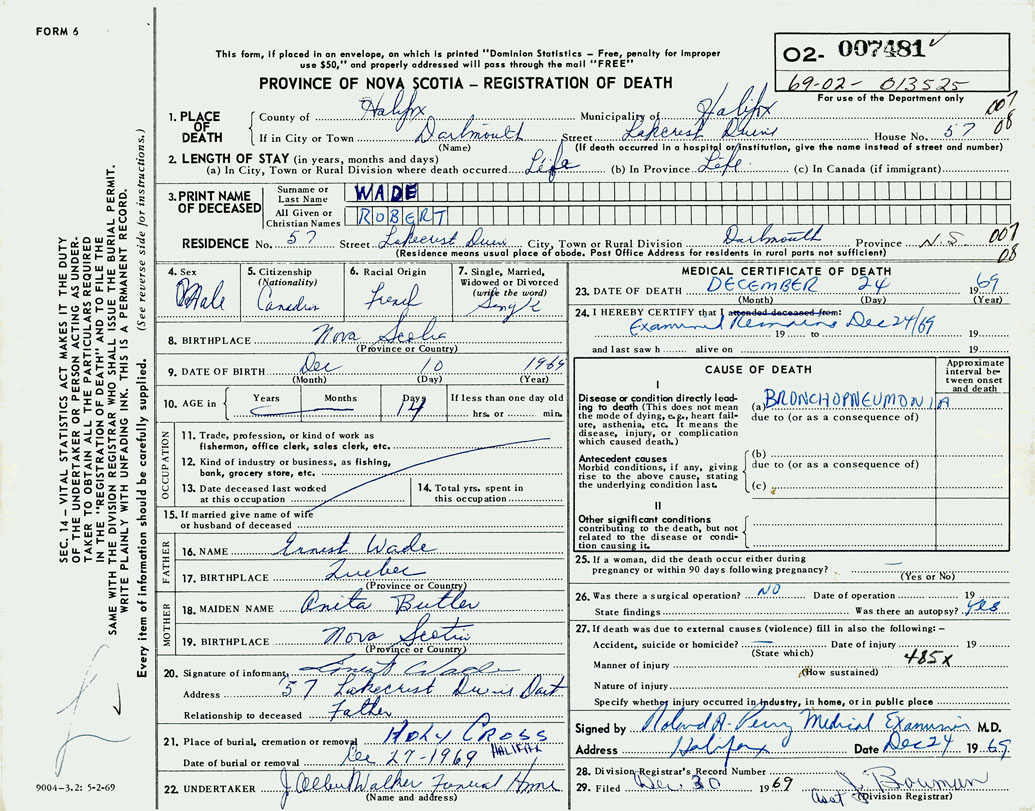 FORM 6
This form, if placed in an envelope, on which is printed "Dominion Statistics – Free, penalty for improper
use $50," and properly addressed will pass through the mail "FREE"
PROVINCE OF NOVA SCOTIA – REGISTRATION OF DEATH
O2- 007481
69-02- 013525
For use of the Department only
007
08
1. PLACE OF DEATH
County of Halifax Municipality of Halifax
If in City or Town Dartmouth Street Lakecrest Drive House No. 57
(Name) (If death occurred in a hospital or institution, give the name instead of street and number)
2. LENGTH OF STAY (in years, months and days)
(a) In City, Town or Rural Division where death occurred Life (b) In Province Life (c) In Canada (if immigrant)
3. PRINT NAME OF DECEASED
Surname or Last Name WADE
All Given or Christian Names ROBERT
RESIDENCE No. 57 Street Lakecrest Drive City, Town or Rural Division Dartmouth Province N.S 007
08
(Residence means usual place of abode. Post Office Address for residents in rural parts not sufficient)
4. Sex Male
5. Citizenship (Nationality) Canadian
6. Racial Origin French
7. Single, Married, Widowed or Divorced (write the word) Single
8. BIRTHPLACE Nova Scotia
(Province or Country)
9. DATE OF BIRTH Dec 10 1969
(Month) (Day) (Year)
10. AGE in Years Months Days 14 If less than one day old
hrs. or min.
OCCUPATION
11. Trade, profession, or kind of work as
fisherman, office clerk, sales clerk, etc.
12. Kind of industry or business, as fishing,
bank, grocery store, etc.
13. Date deceased last worked
at this occupation
14. Total yrs. spent in
this occupation
15. If married give name of wife
or husband of deceased
FATHER
16. NAME Ernest Wade
17. BIRTHPLACE Quebec
(Province or Country)
MOTHER
18. MAIDEN NAME Anita Butler
19. BIRTHPLACE Nova Scotia
(Province or Country)
20. Signature of informant Ernest Wade
Address 57 Lakecrest Drive Dart
Relationship to deceased Father
21. Place of burial, cremation or removal HOLY CROSS
HALIFAX
Date of burial or removal Dec 27-1969
22. UNDERTAKER J Albert Walker Funeral Home
(Name and address)
MEDICAL CERTIFICATE OF DEATH
23. DATE OF DEATH DECEMBER 24 1969
(Month) (Day) (Year)
24. I HEREBY CERTIFY that I attended deceased from:
Examined Remains Dec 24/69
19 to 19
and last saw h alive on 19
CAUSE OF DEATH
Approximate interval between onset and death
I
Disease or condition directly leading to death (This does not
the mode of dying, e.g., heart failure, asthenia, etc. It means the
disease, injury, or complication
which caused death.)
(a) BRONCHOPNEUMONIA
due to (or as a consequence of)
Antecedent causes
Morbid conditions, if any, giving
rise to the above cause, stating
the underlying condition last.
(b)
due to (or as a consequence of)
(c)
II
Other significant conditions
contributing to the death, but not
related to the disease or condition causing it.
25. If a woman, did the death occur either during
pregnancy or within 90 days following pregnancy? —
(Yes or No)
26. Was there a surgical operation? NO Date of operation 19
State findings Was there an autopsy? Yes
27. If death was due to external causes (violence) fill in also the following:–
Accident, suicide or homicide? — Date of injury 19
(State which)
485X
Manner of injury
(How sustained)
Nature of injury
Specify whether injury occurred in industry, in home, or in public place
Signed by Roland A. Perry Medical Examiner M.D.
Address Halifax Date Dec 24 1969
28. Division Registrar's Record Number
29. Filed Dec 30 1969 J. Bowman
Asst (Division Registrar)
SEC. 14 – VITAL STATISTICS ACT MAKES IT THE DUTY
OF THE UNDERTAKER OR PERSON ACTING AS UNDER-
TAKER TO OBTAIN ALL THE PARTICULARS REQUIRED
IN THE "REGISTRATION OF DEATH" AND TO FILE THE
SAME WITH THE DIVISION REGISTRAR WHO SHALL ISSUE THE BURIAL PERMIT.
WRITE PLAINLY WITH UNFADING INK. THIS IS A PERMANENT RECORD.
Every item of information should be carefully supplied. (See reverse side for instructions.)
9004-3.2: 5-2-69